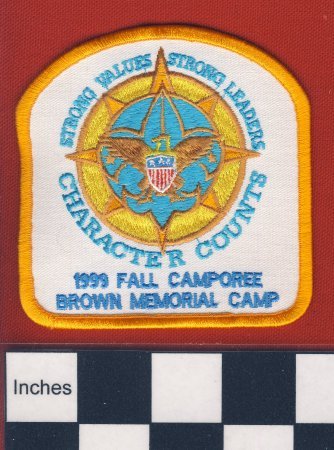 STRONG VALUES STRONG LEADERS
CHARACTER COUNTS
1999 FALL CAMPOREE
BROWN MEMORIAL CAMP
Inches